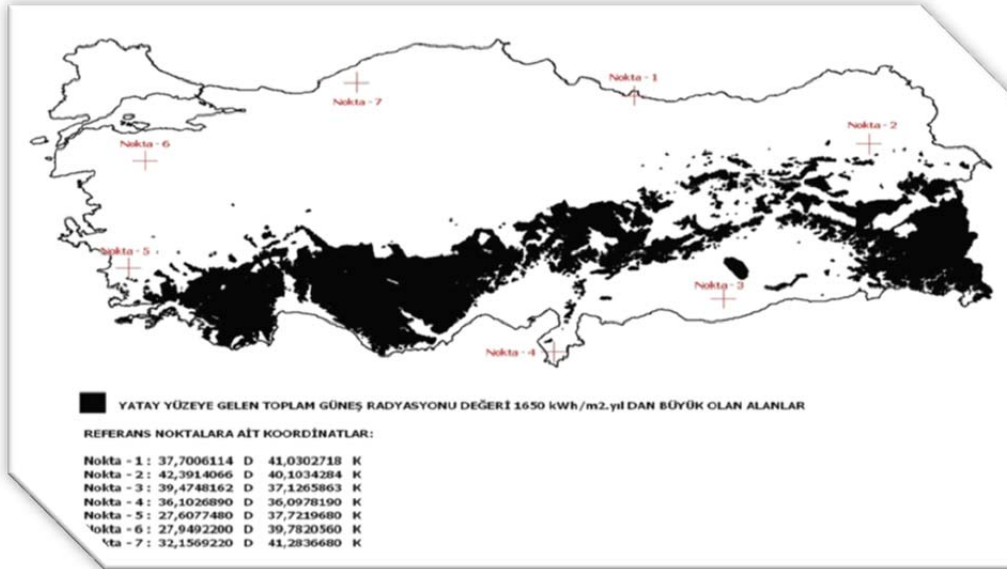 Nokta - 1
Nokta - 7
Nokta - 2
Nokta - 6
Nokta - 5
Nokta - 3
Nokta - 4
YATAY YÜZEYE GELEN TOPLAM GÜNEŞ RADYASYONU DEĞERİ 1650 kWh/m2.yıl DAN BÜYÜK OLAN ALANLAR
REFERANS NOKTALARA AİT KOORDİNATLAR:
Nokta - 1 : 37,7006114 D 41,0302718 K
Nokta - 2 : 42,3914066 D 40,1034284 K
Nokta - 3 : 39,4748162 D 37,1265863 K
Nokta - 4 : 36,1026890 D 36,0978190 K
Nokta - 5 : 27,6077480 D 37,7219680 K
Nokta - 6 : 27,9492200 D 39,7820560 K
kta - 7 : 32,1569220 D 41,2836680 K